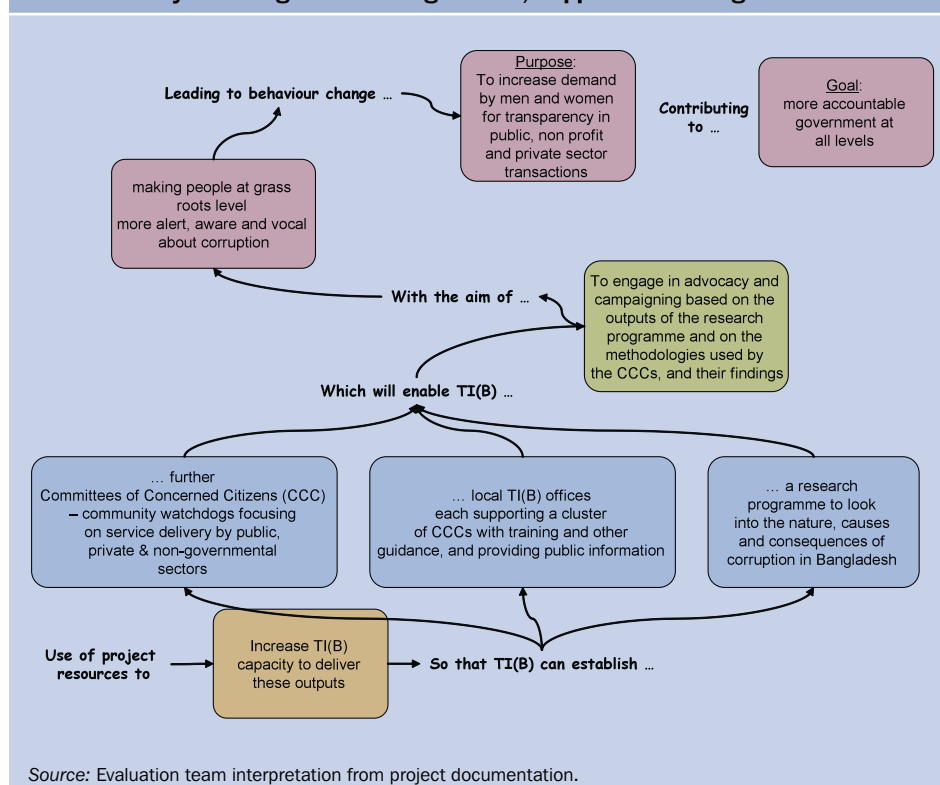 Leading to behaviour change ...
Purpose:
To increase demand
by men and women
for transparency in
public, non profit
and private sector
transactions
Contributing
to ...
Goal:
more accountable
government at
all levels
making people at grass
roots level
more alert, aware and vocal
about corruption
With the aim of ...
To engage in advocacy and
campaigning based on the
outputs of the research
programme and on the
methodologies used by
the CCCs, and their findings
Which will enable TI(B) ...
... further
Committees of Concerned Citizens (CCC)
– community watchdogs focusing
on service delivery by public,
private & non-governmental
sectors
... local TI(B) offices
each supporting a cluster
of CCCs with training and other
guidance, and providing public information
... a research
programme to look
into the nature, causes
and consequences of
corruption in Bangladesh
Use of project
resources to
Increase TI(B)
capacity to deliver
these outputs
So that TI(B) can establish ...
Source: Evaluation team interpretation from project documentation.